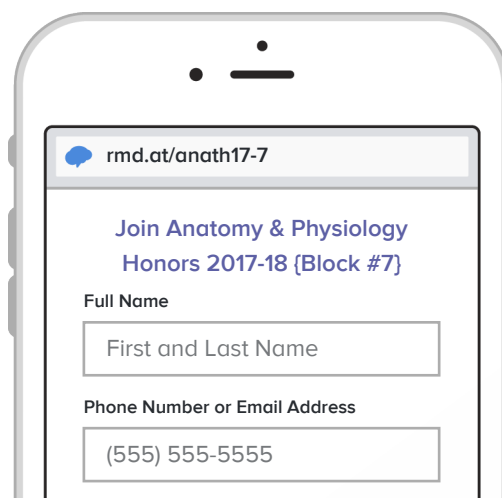 rmd.at/anath17-7
Join Anatomy & Physiology
Honors 2017-18 {Block #7}
Full Name
First and Last Name
Phone Number or Email Address
(555) 555-5555